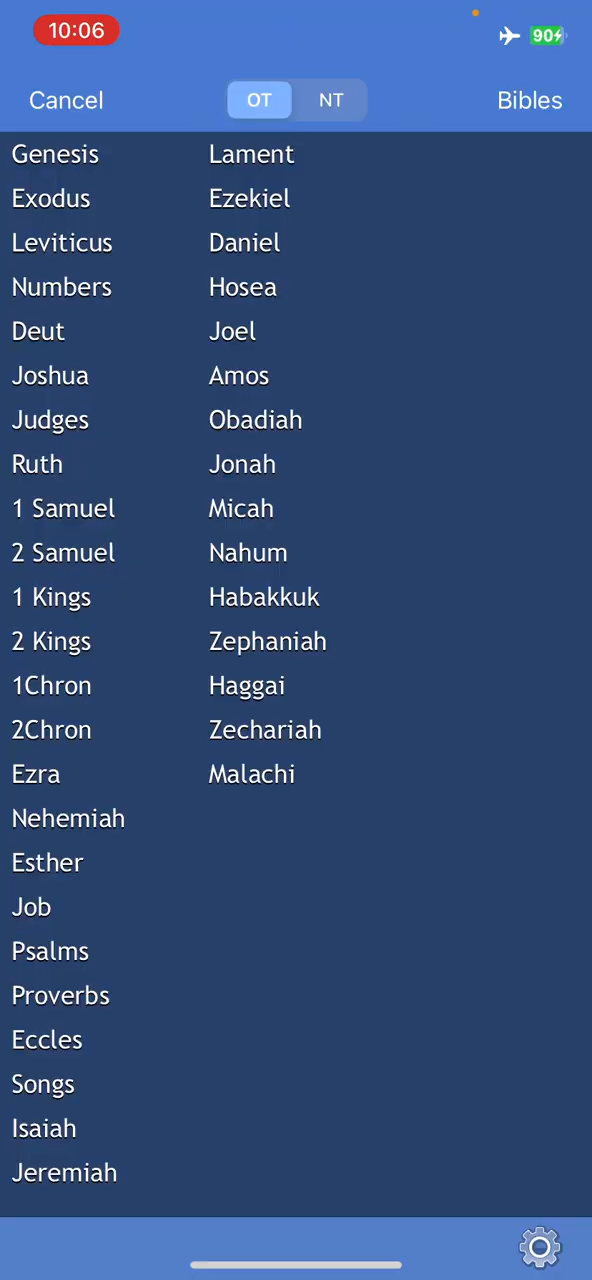 10:06
90
Cancel
OT
NT
Bibles
Genesis
Exodus
Leviticus
Numbers
Deut
Joshua
Judges
Ruth
1 Samuel
2 Samuel
1 Kings
2 Kings
1Chron
2Chron
Ezra
Nehemiah
Esther
Job
Psalms
Proverbs
Eccles
Songs
Isaiah
Jeremiah
Lament
Ezekiel
Daniel
Hosea
Joel
Amos
Obadiah
Jonah
Micah
Nahum
Habakkuk
Zephaniah
Haggai
Zechariah
Malachi